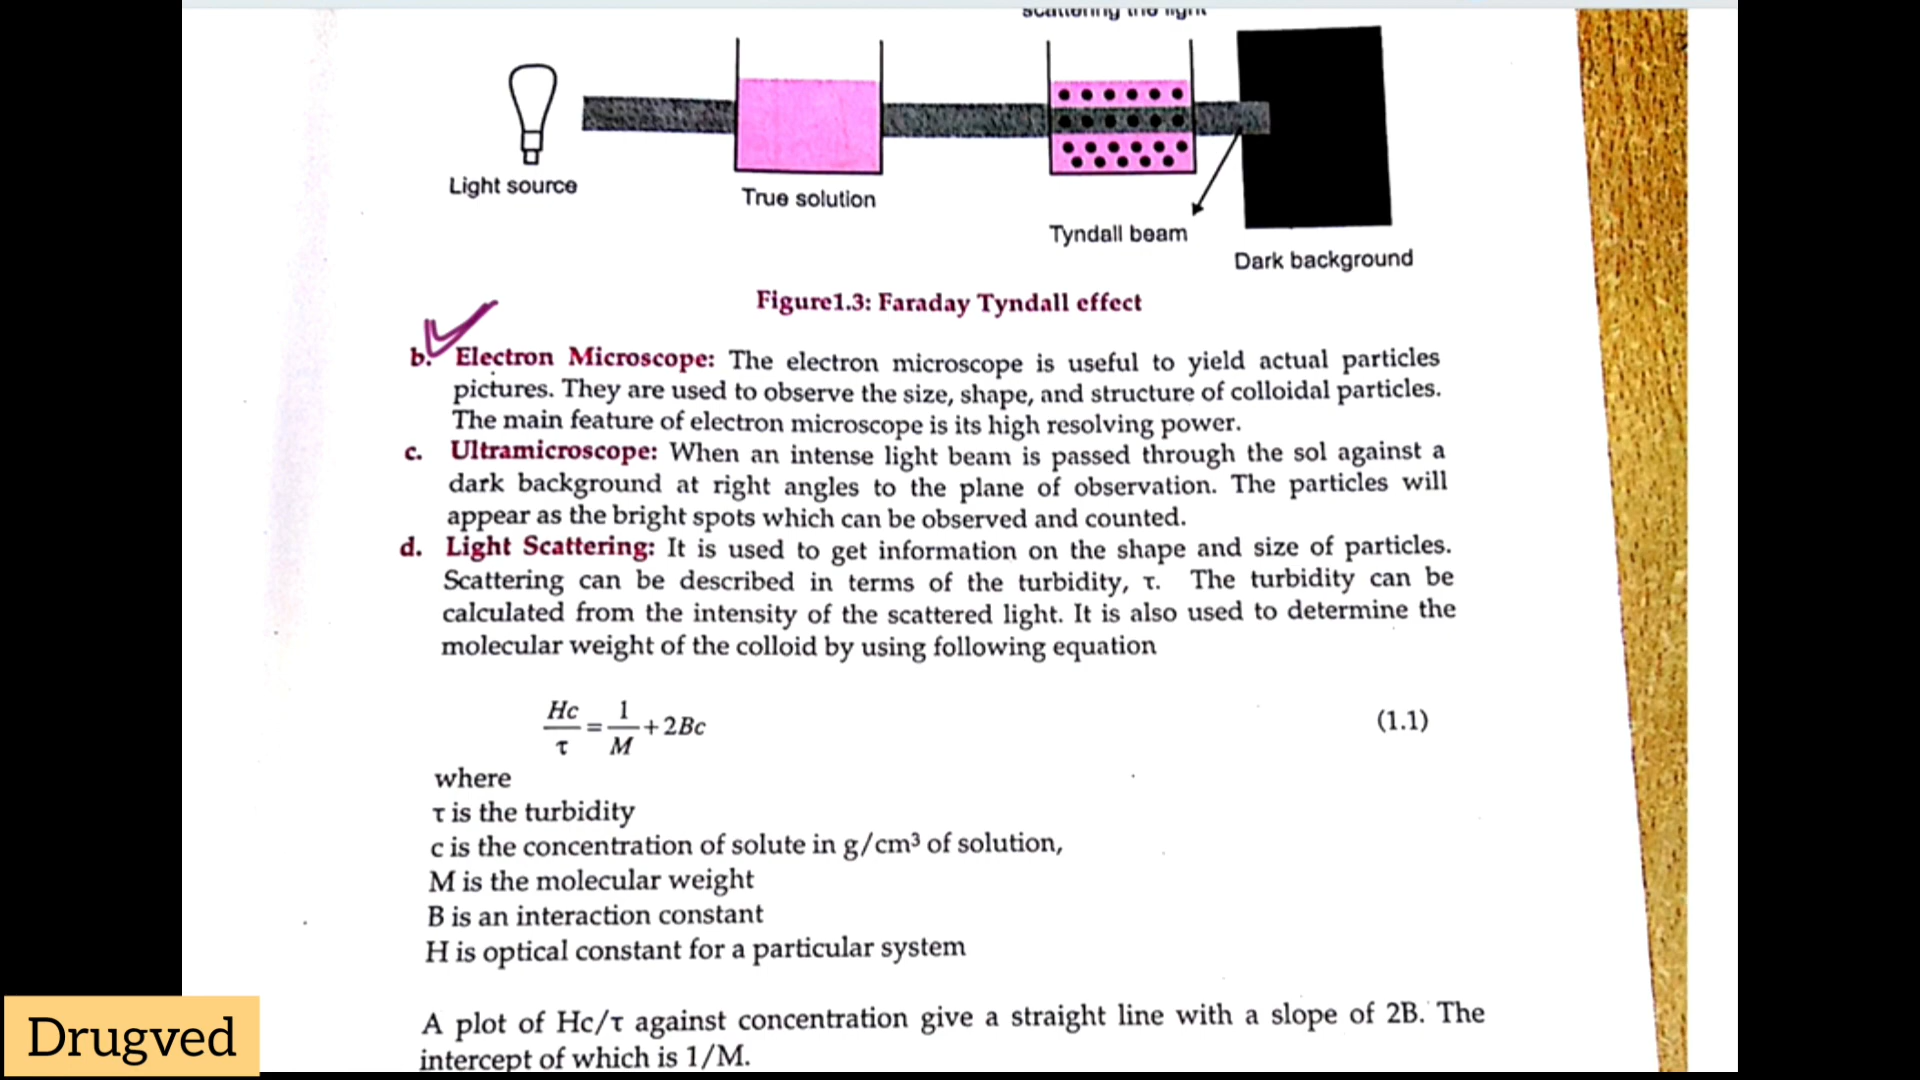 scattering the light
Light source
True solution
Tyndall beam
Dark background
Figure1.3: Faraday Tyndall effect
b. Electron Microscope: The electron microscope is useful to yield actual particles
pictures. They are used to observe the size, shape, and structure of colloidal particles.
The main feature of electron microscope is its high resolving power.
c. Ultramicroscope: When an intense light beam is passed through the sol against a
dark background at right angles to the plane of observation. The particles will
appear as the bright spots which can be observed and counted.
d. Light Scattering: It is used to get information on the shape and size of particles.
Scattering can be described in terms of the turbidity, τ. The turbidity can be
calculated from the intensity of the scattered light. It is also used to determine the
molecular weight of the colloid by using following equation
Hc/τ = 1/M + 2Bc (1.1)
where
τ is the turbidity
c is the concentration of solute in g/cm³ of solution,
M is the molecular weight
B is an interaction constant
H is optical constant for a particular system
A plot of Hc/τ against concentration give a straight line with a slope of 2B. The
intercept of which is 1/M.
Drugved